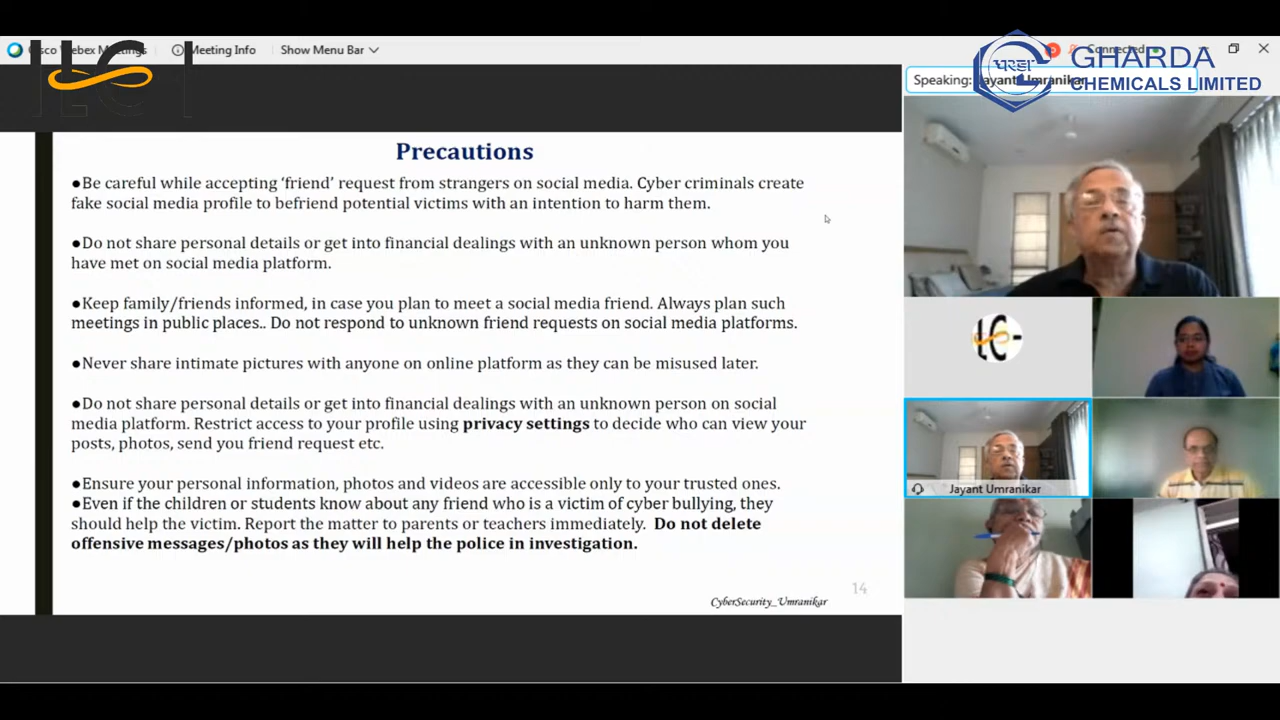 Cisco Webex Meetings
Meeting Info
Show Menu Bar
Connected
ILC
घरडा
GHARDA
CHEMICALS LIMITED
Speaking: Jayant Umranikar
Precautions
●Be careful while accepting ‘friend’ request from strangers on social media. Cyber criminals create
fake social media profile to befriend potential victims with an intention to harm them.
●Do not share personal details or get into financial dealings with an unknown person whom you
have met on social media platform.
●Keep family/friends informed, in case you plan to meet a social media friend. Always plan such
meetings in public places.. Do not respond to unknown friend requests on social media platforms.
●Never share intimate pictures with anyone on online platform as they can be misused later.
●Do not share personal details or get into financial dealings with an unknown person on social
media platform. Restrict access to your profile using privacy settings to decide who can view your
posts, photos, send you friend request etc.
●Ensure your personal information, photos and videos are accessible only to your trusted ones.
●Even if the children or students know about any friend who is a victim of cyber bullying, they
should help the victim. Report the matter to parents or teachers immediately. Do not delete
offensive messages/photos as they will help the police in investigation.
14
CyberSecurity_Umranikar
Jayant Umranikar